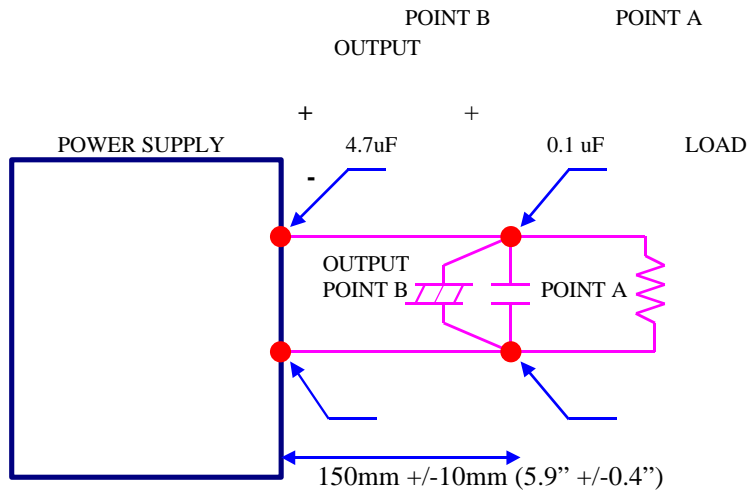 POINT B POINT A
OUTPUT
+ +
POWER SUPPLY 4.7uF 0.1 uF LOAD
-
OUTPUT
POINT B POINT A
150mm +/-10mm (5.9” +/-0.4”)